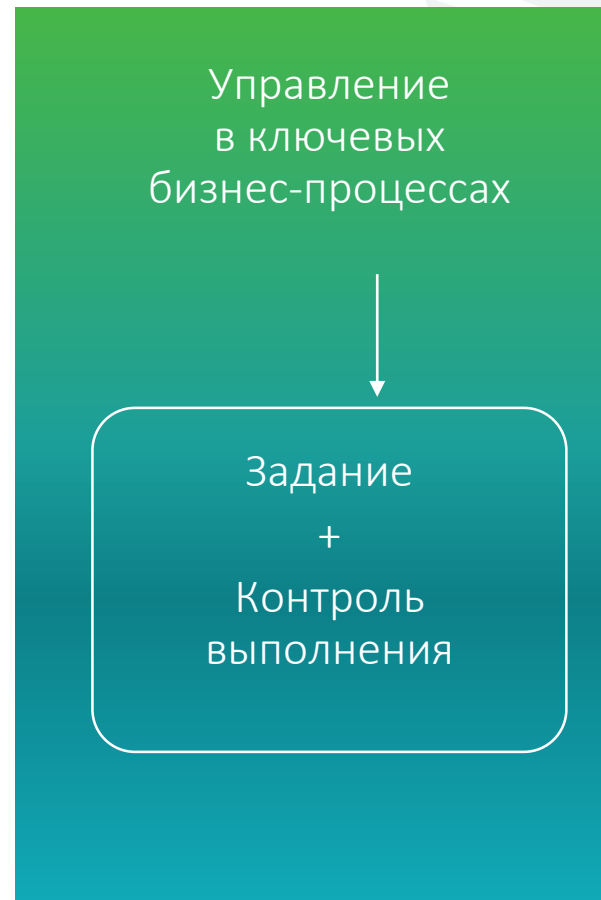 Управление
в ключевых
бизнес-процессах
Задание
+
Контроль
выполнения